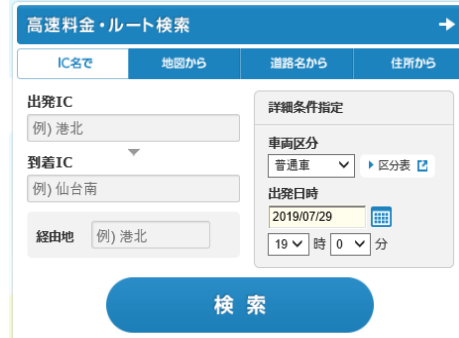 高速料金・ルート検索
IC名で 地図から 道路名から 住所から
出発IC
例) 港北
到着IC
例) 仙台南
経由地 例) 港北
詳細条件指定
車両区分
普通車 区分表
出発日時
2019/07/29
19 時 0 分
検索